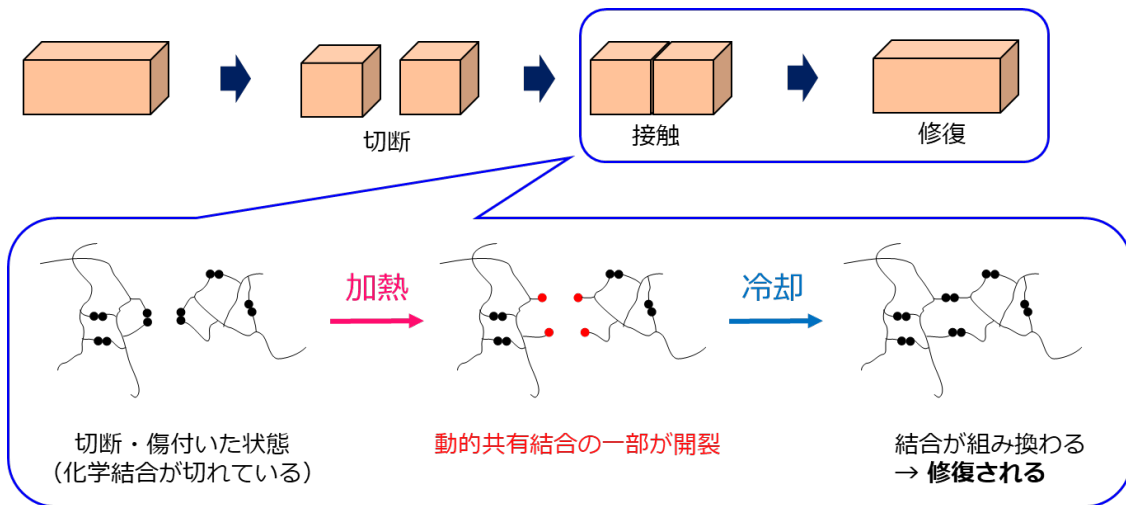 切断
接触
修復
加熱
冷却
切断・傷付いた状態
（化学結合が切れている）
動的共有結合の一部が開裂
結合が組み換わる
→ 修復される